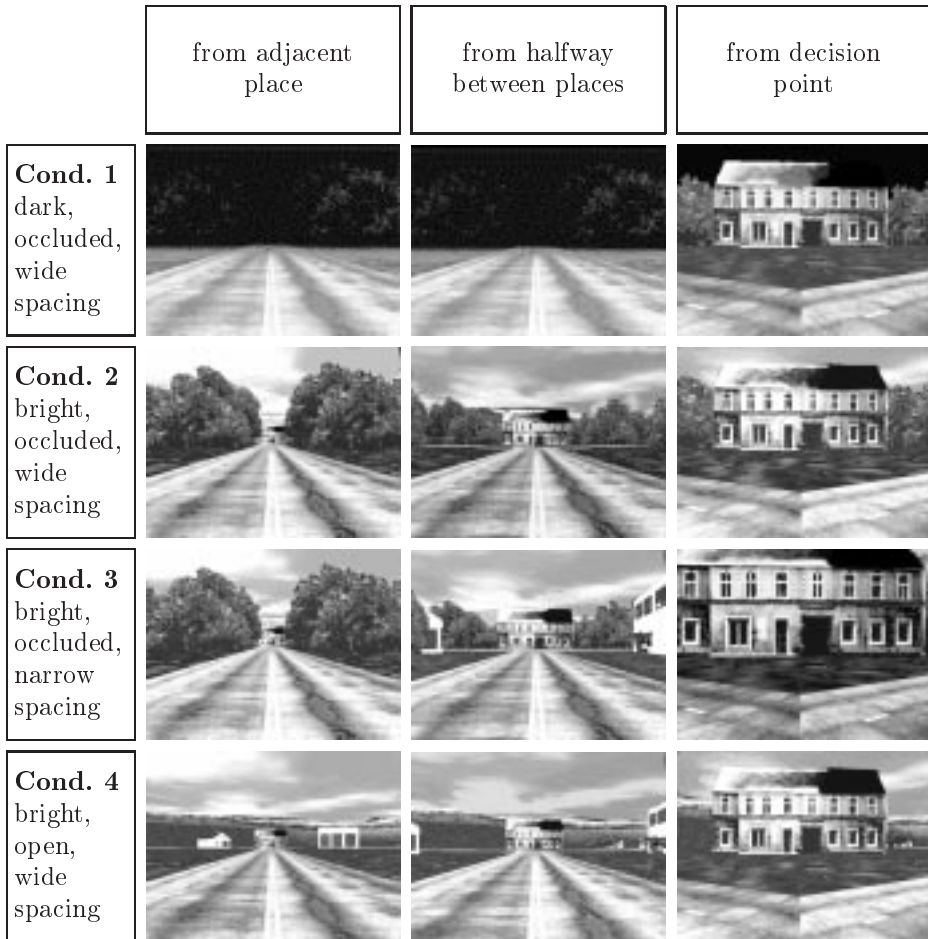 from adjacent
place
from halfway
between places
from decision
point
Cond. 1
dark,
occluded,
wide
spacing
Cond. 2
bright,
occluded,
wide
spacing
Cond. 3
bright,
occluded,
narrow
spacing
Cond. 4
bright,
open,
wide
spacing